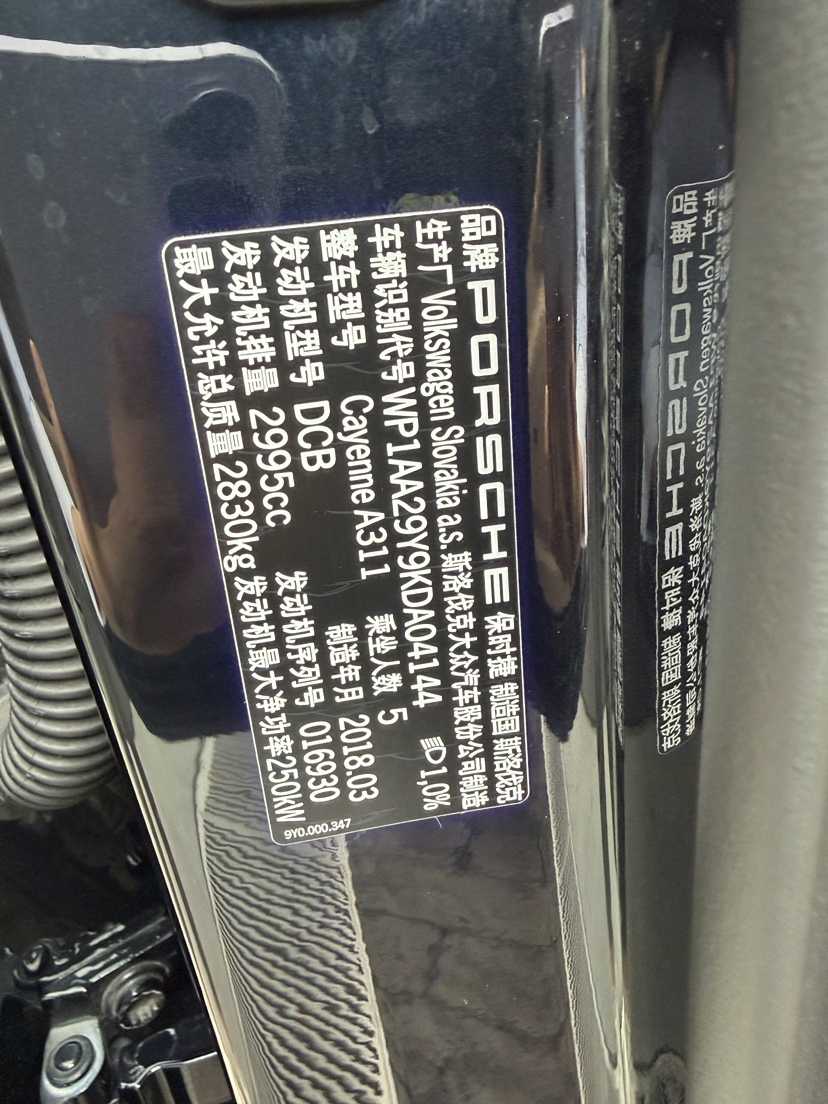 品牌 PORSCHE 保时捷 制造国 斯洛伐克
生产厂 Volkswagen Slovakia a.s. 斯洛伐克大众汽车股份公司制造
车辆识别代号 WP1AA29Y9KDA04144 1,0%
整车型号 Cayenne A311 乘坐人数 5
发动机型号 DCB 制造年月 2018.03
发动机排量 2995cc 发动机序列号 016930
最大允许总质量 2830kg 发动机最大净功率250kW
9Y0.000.347